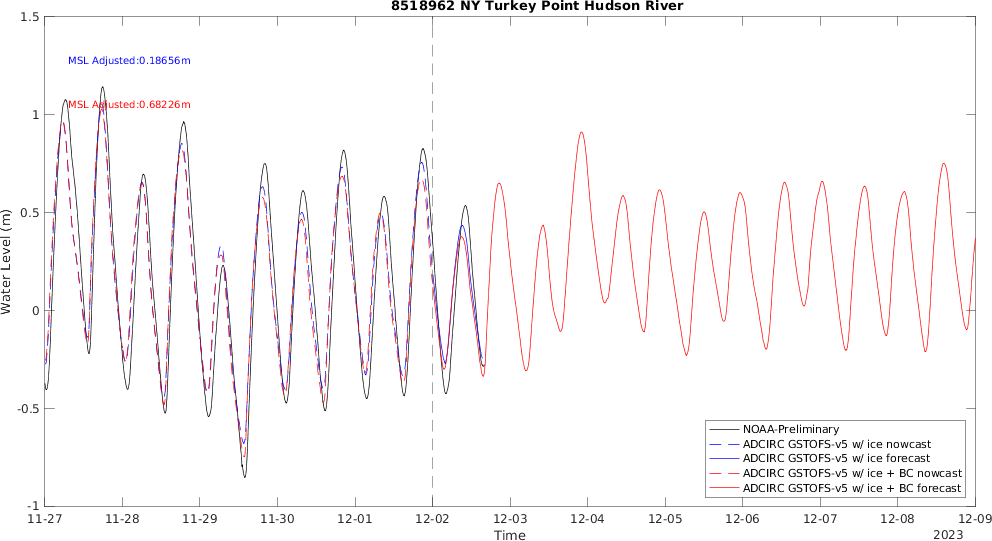 8518962 NY Turkey Point Hudson River
MSL Adjusted:0.18656m
MSL Adjusted:0.68226m
Water Level (m)
1.5
1
0.5
0
-0.5
-1
NOAA-Preliminary
ADCIRC GSTOFS-v5 w/ ice nowcast
ADCIRC GSTOFS-v5 w/ ice forecast
ADCIRC GSTOFS-v5 w/ ice + BC nowcast
ADCIRC GSTOFS-v5 w/ ice + BC forecast
11-27 11-28 11-29 11-30 12-01 12-02 12-03 12-04 12-05 12-06 12-07 12-08 12-09
Time
2023